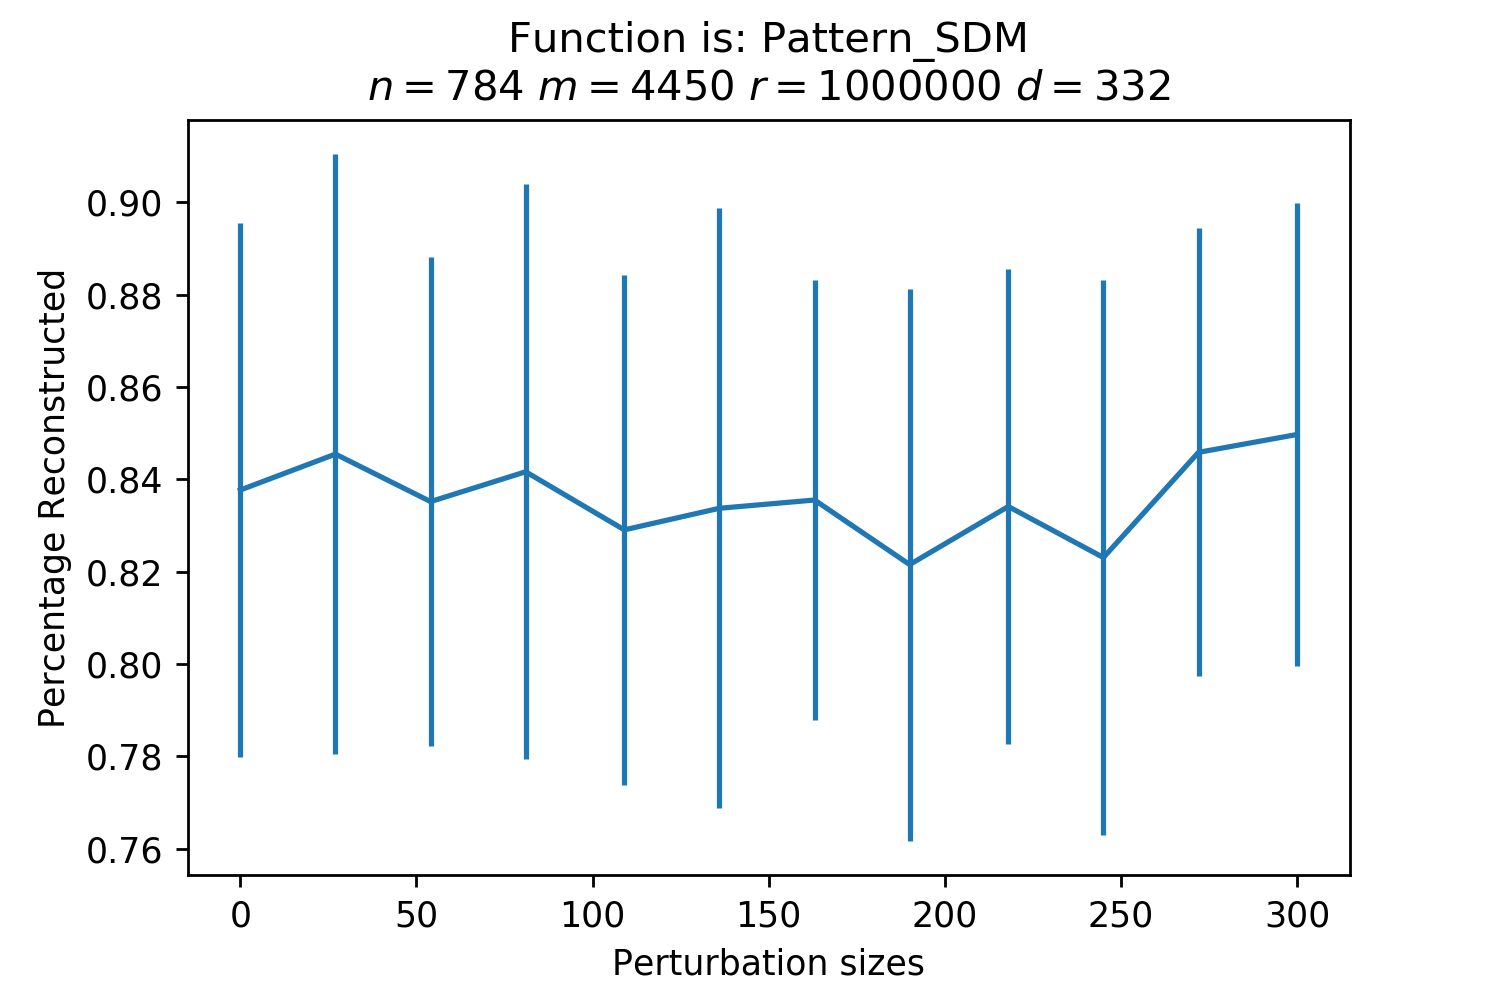 Function is: Pattern_SDM
n = 784 m = 4450 r = 1000000 d = 332
Percentage Reconstructed
0.90
0.88
0.86
0.84
0.82
0.80
0.78
0.76
0 50 100 150 200 250 300
Perturbation sizes